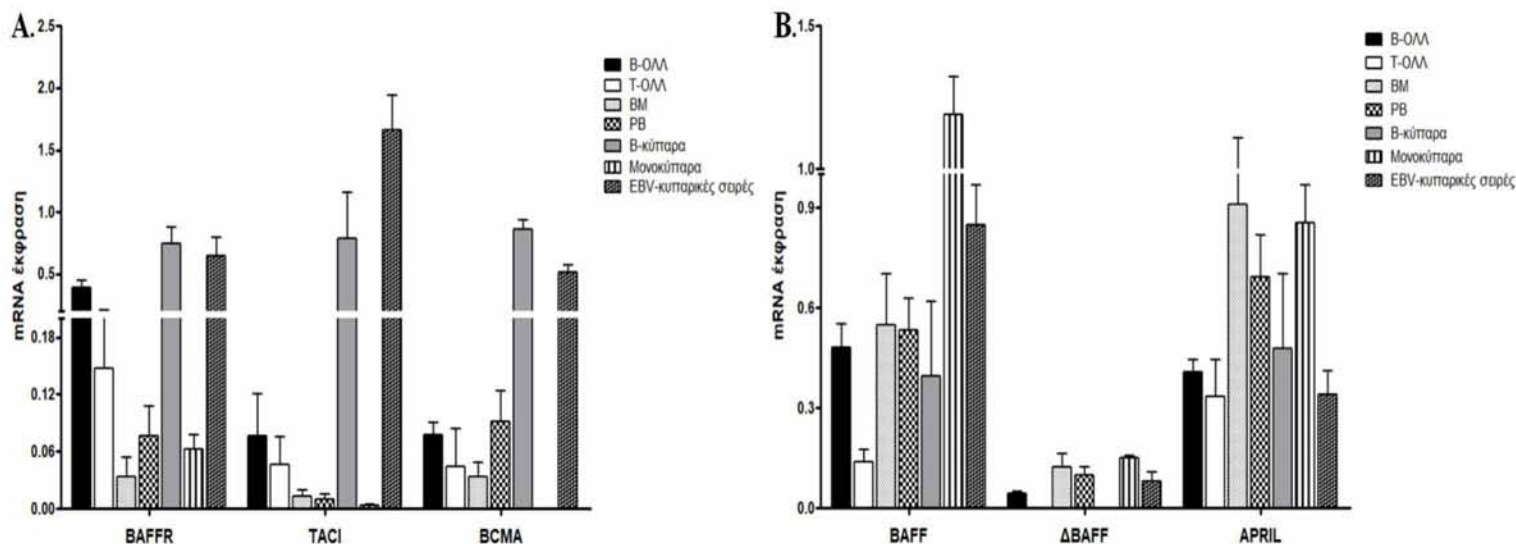 A.
mRNA έκφραση
2.5
2.0
1.5
1.0
0.5
0.18
0.12
0.06
0.00
BAFFR TACI BCMA
Β-ΟΛΛ
Τ-ΟΛΛ
BM
PB
Β-κύτταρα
Μονοκύτταρα
EBV-κυτταρικές σειρές
B.
mRNA έκφραση
1.5
1.0
0.9
0.6
0.3
0.0
BAFF ΔBAFF APRIL
Β-ΟΛΛ
Τ-ΟΛΛ
BM
PB
Β-κύτταρα
Μονοκύτταρα
EBV-κυτταρικές σειρές